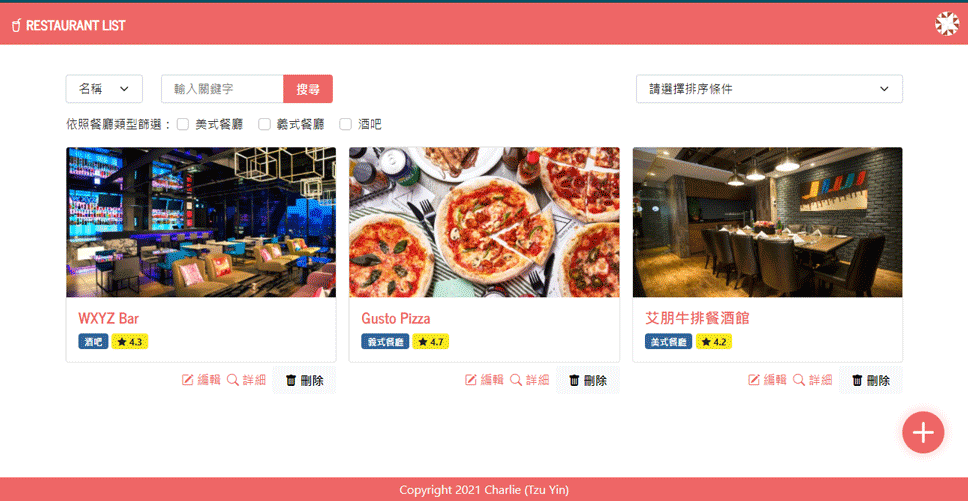 RESTAURANT LIST
名稱 輸入關鍵字 搜尋 請選擇排序條件
依照餐廳類型篩選： 美式餐廳 義式餐廳 酒吧
WXYZ Bar
酒吧 ★ 4.3
編輯 詳細 刪除
Gusto Pizza
義式餐廳 ★ 4.7
編輯 詳細 刪除
艾朋牛排餐酒館
美式餐廳 ★ 4.2
編輯 詳細 刪除
Copyright 2021 Charlie (Tzu Yin)